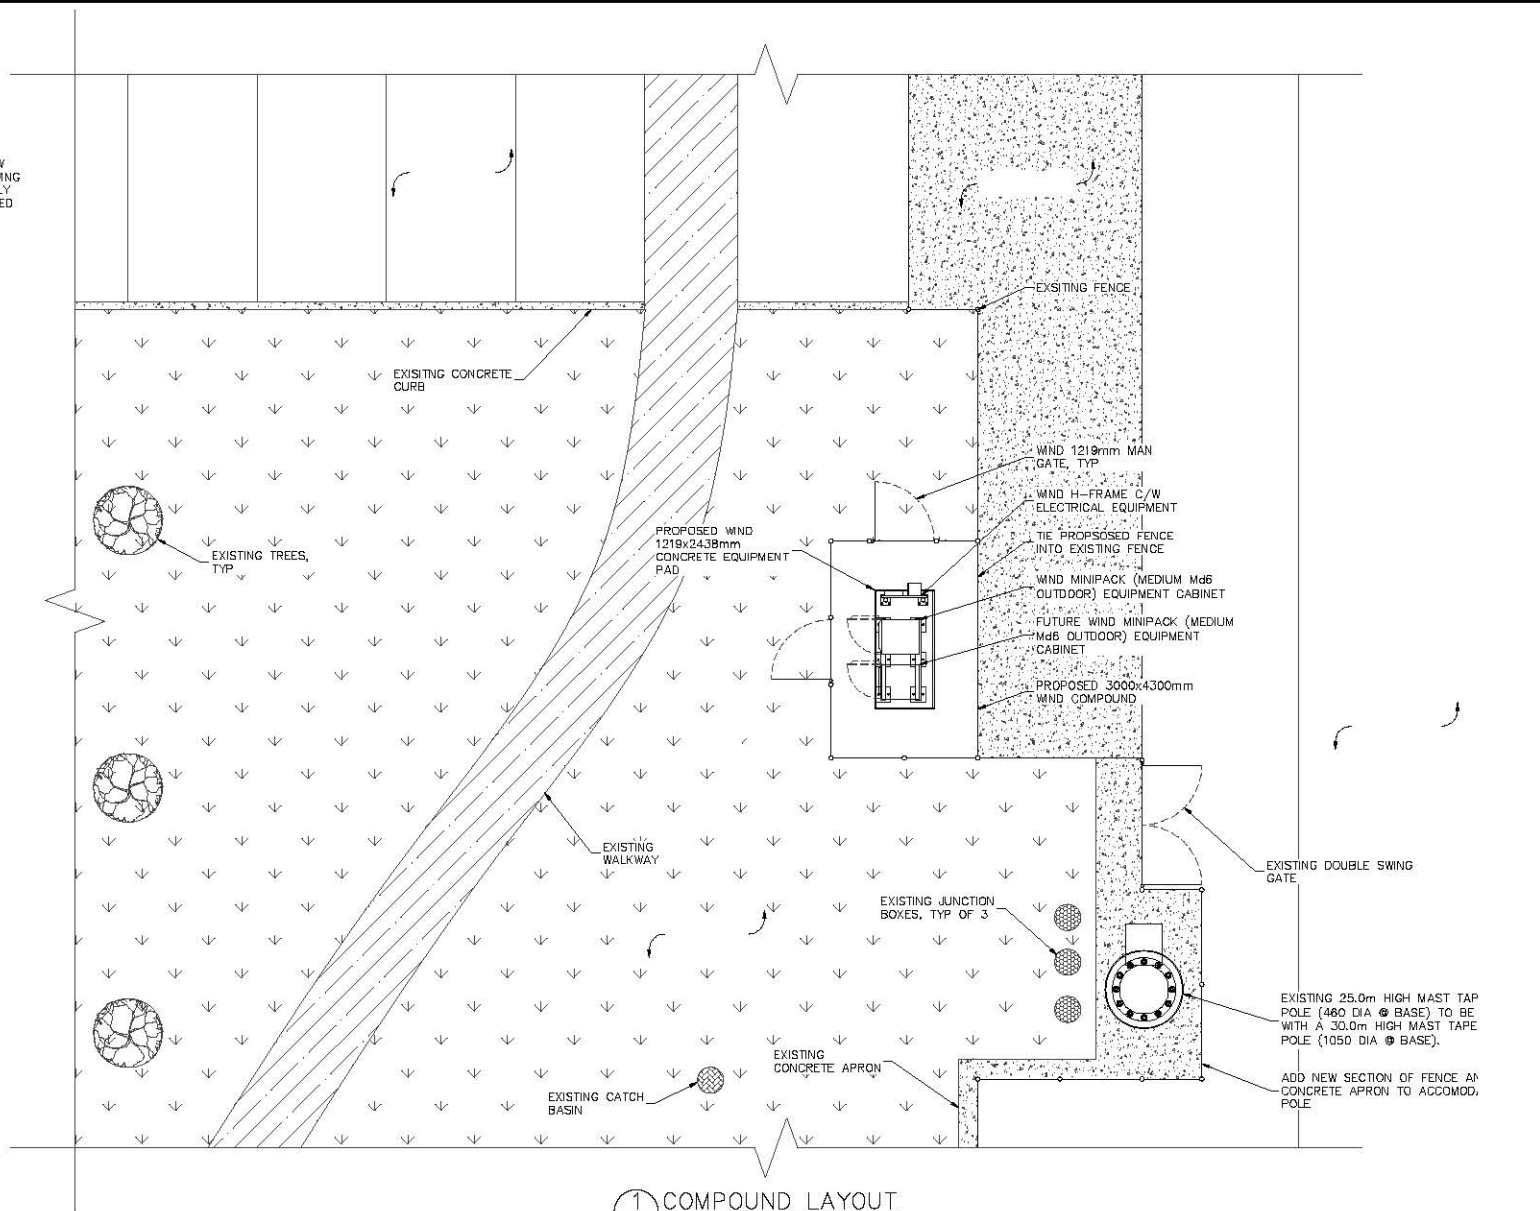 W
MNG
LY
ED
EXSITING FENCE
EXISITNG CONCRETE
CURB
WIND 1219mm MAN
GATE, TYP
WIND H-FRAME C/W
ELECTRICAL EQUIPMENT
PROPOSED WIND
1219x2438mm
CONCRETE EQUIPMENT
PAD
TIE PROPSOSED FENCE
INTO EXISTING FENCE
EXISTING TREES,
TYP
WIND MINIPACK (MEDIUM Md6
OUTDOOR) EQUIPMENT CABINET
FUTURE WIND MINIPACK (MEDIUM
Md6 OUTDOOR) EQUIPMENT
CABINET
PROPOSED 3000x4300mm
WIND COMPOUND
EXISTING
WALKWAY
EXISTING DOUBLE SWING
GATE
EXISTING JUNCTION
BOXES, TYP OF 3
EXISTING 25.0m HIGH MAST TAP
POLE (460 DIA @ BASE) TO BE
WITH A 30.0m HIGH MAST TAPE
POLE (1050 DIA @ BASE).
EXISTING
CONCRETE APRON
ADD NEW SECTION OF FENCE AN
CONCRETE APRON TO ACCOMOD
POLE
EXISTING CATCH
BASIN
1 COMPOUND LAYOUT